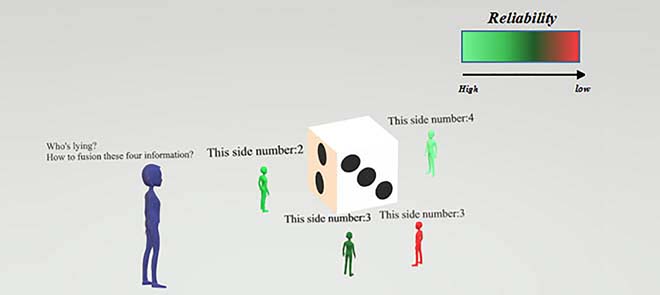 Reliability
High
low
This side number:4
Who's lying?
How to fusion these four information?
This side number:2
This side number:3
This side number:3